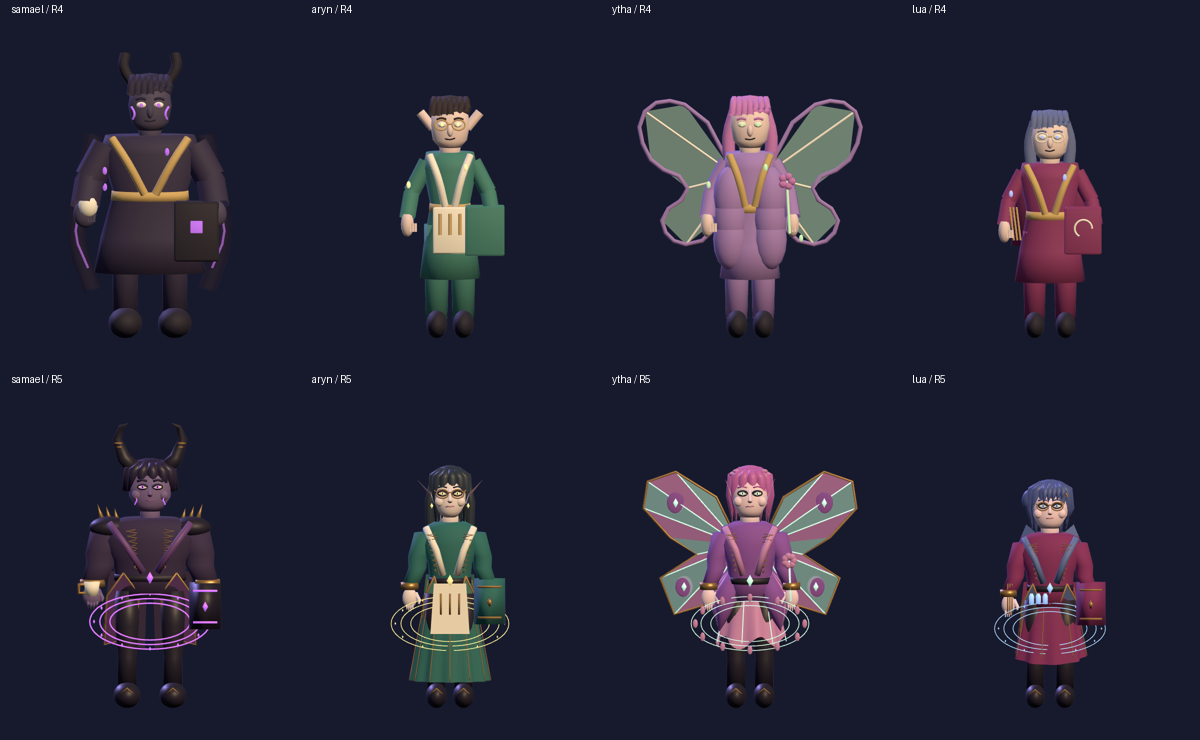 samael / R4
aryn / R4
ytha / R4
lua / R4
samael / R5
aryn / R5
ytha / R5
lua / R5